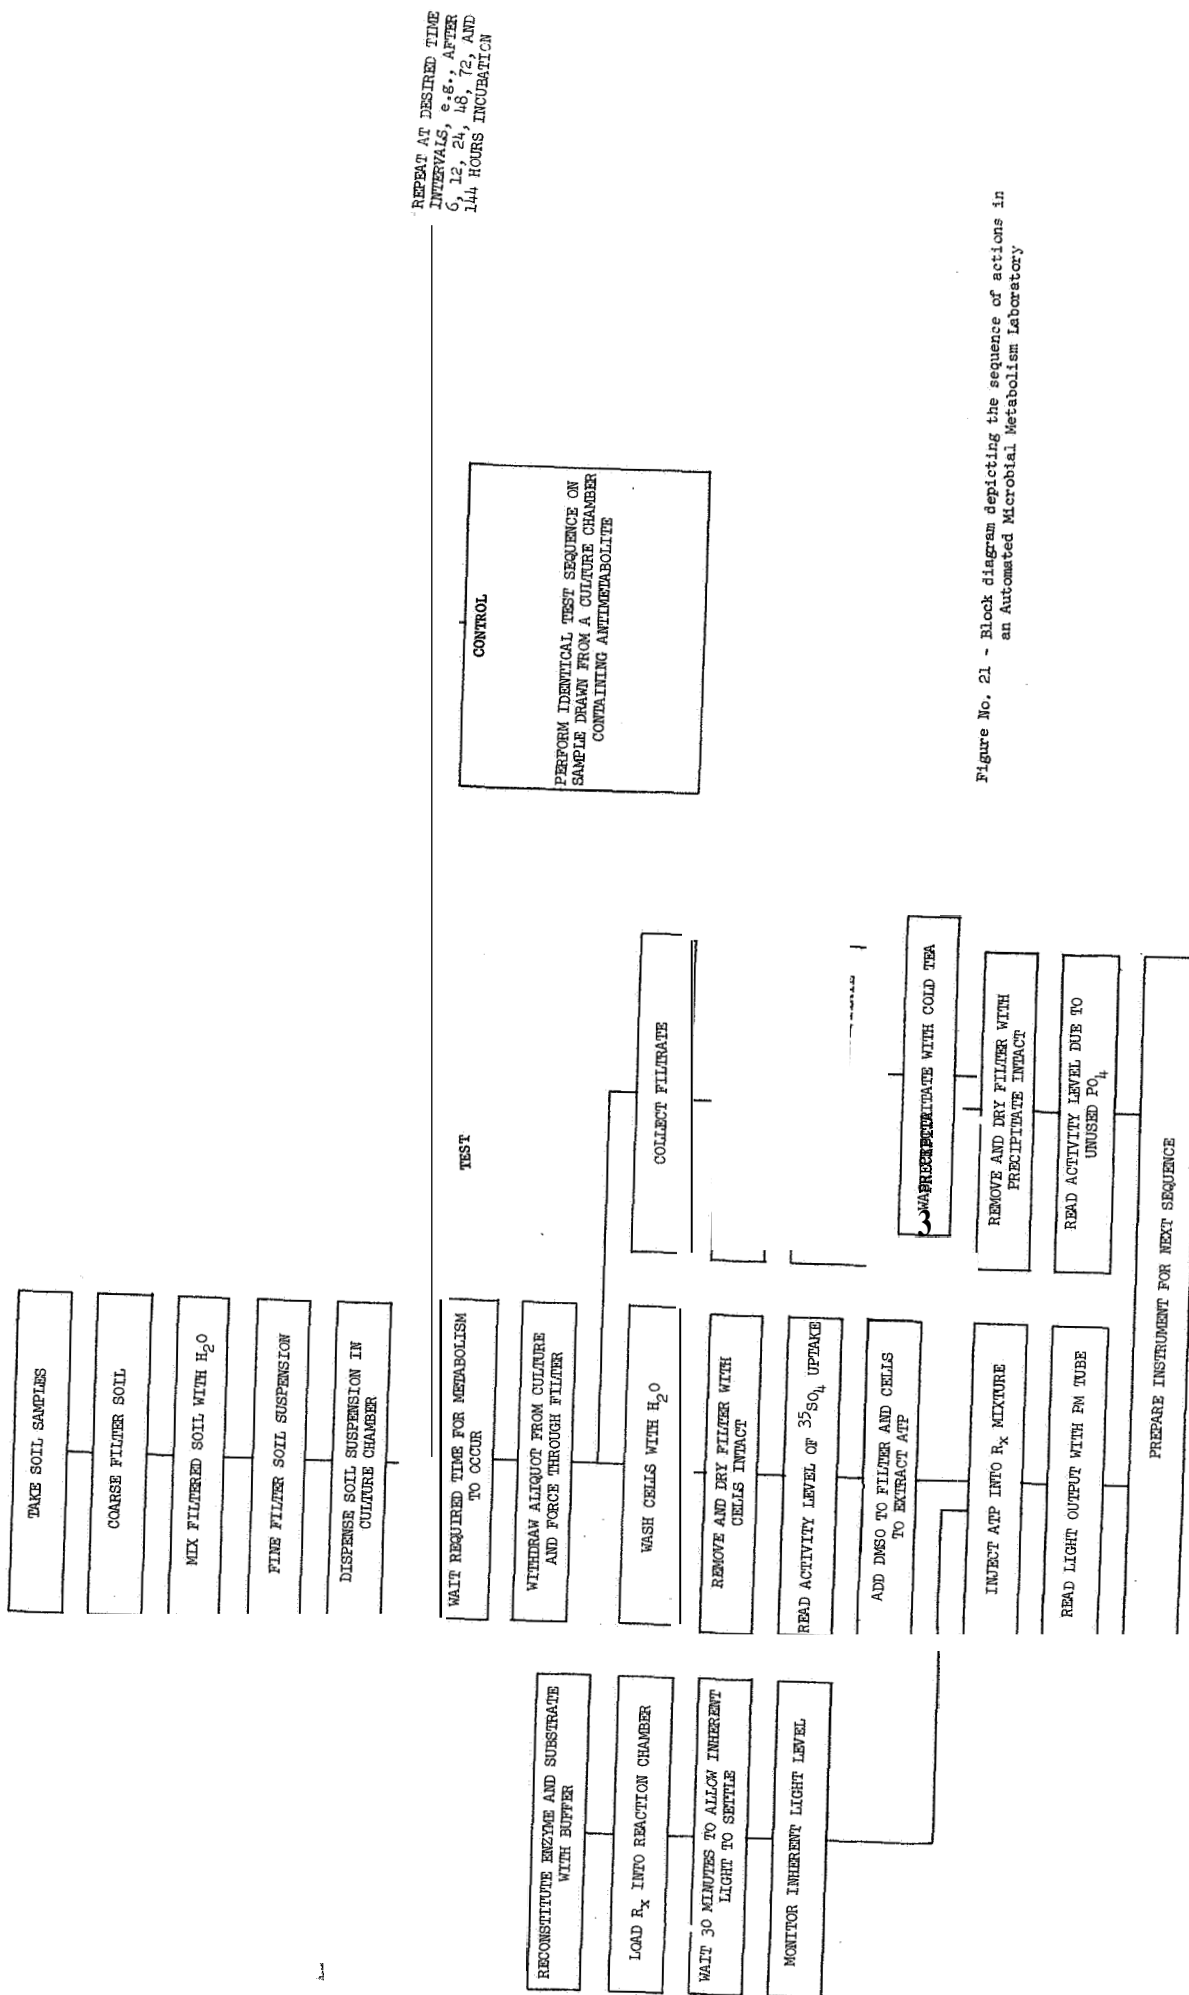 TAKE SOIL SAMPLES
COARSE FILTER SOIL
MIX FILTERED SOIL WITH H₂O
FINE FILTER SOIL SUSPENSION
DISPENSE SOIL SUSPENSION IN
CULTURE CHAMBER
REPEAT AT DESIRED TIME
INTERVALS, e.g., AFTER
6, 12, 24, 48, 72, AND
144 HOURS INCUBATION
TEST
WAIT REQUIRED TIME FOR METABOLISM
TO OCCUR
WITHDRAW ALIQUOT FROM CULTURE
AND FORCE THROUGH FILTER
WASH CELLS WITH H₂O
REMOVE AND DRY FILTER WITH
CELLS INTACT
READ ACTIVITY LEVEL OF ³⁵SO₄ UPTAKE
ADD DMSO TO FILTER AND CELLS
TO EXTRACT ATP
INJECT ATP INTO Rₓ MIXTURE
READ LIGHT OUTPUT WITH PM TUBE
RECONSTITUTE ENZYME AND SUBSTRATE
WITH BUFFER
LOAD Rₓ INTO REACTION CHAMBER
WAIT 30 MINUTES TO ALLOW INHERENT
LIGHT TO SETTLE
MONITOR INHERENT LIGHT LEVEL
COLLECT FILTRATE
WITH COLD TEA
REMOVE AND DRY FILTER WITH
PRECIPITATE INTACT
READ ACTIVITY LEVEL DUE TO
UNUSED PO₄
PREPARE INSTRUMENT FOR NEXT SEQUENCE
CONTROL
PERFORM IDENTICAL TEST SEQUENCE ON
SAMPLE DRAWN FROM A CULTURE CHAMBER
CONTAINING ANTIMETABOLITE
Figure No. 21 - Block diagram depicting the sequence of actions in
an Automated Microbial Metabolism Laboratory